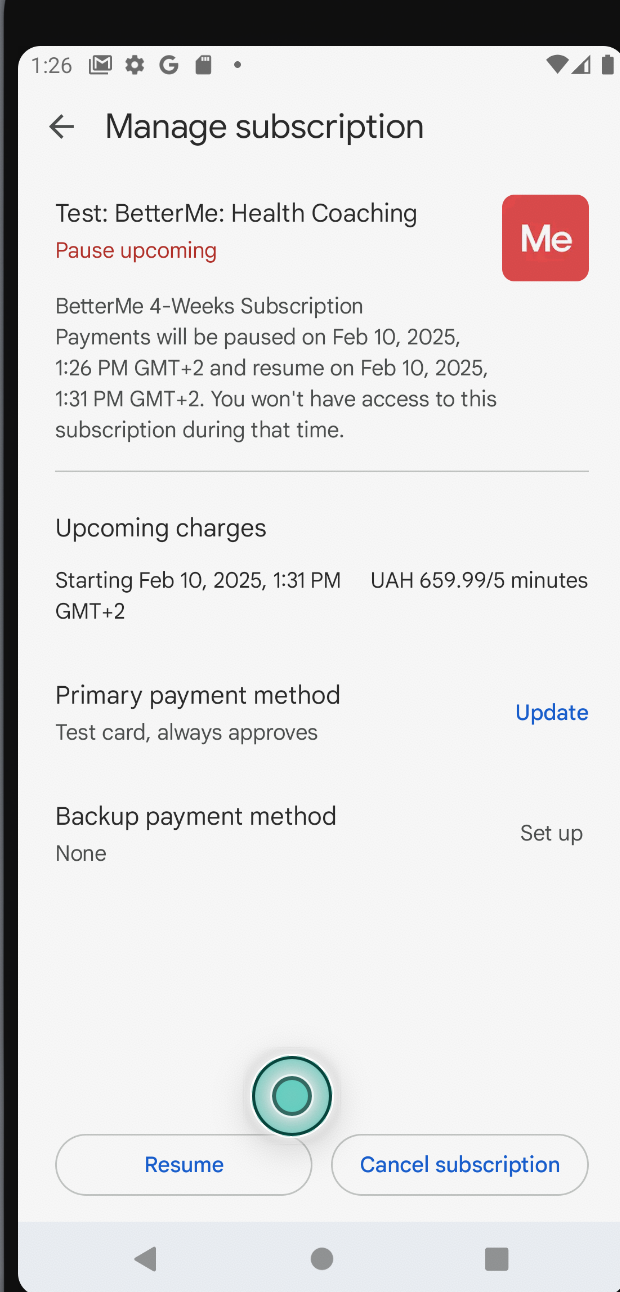 1:26
Manage subscription
Test: BetterMe: Health Coaching
Me
Pause upcoming
BetterMe 4-Weeks Subscription
Payments will be paused on Feb 10, 2025,
1:26 PM GMT+2 and resume on Feb 10, 2025,
1:31 PM GMT+2. You won't have access to this
subscription during that time.
Upcoming charges
Starting Feb 10, 2025, 1:31 PM UAH 659.99/5 minutes
GMT+2
Primary payment method
Update
Test card, always approves
Backup payment method
Set up
None
Resume Cancel subscription